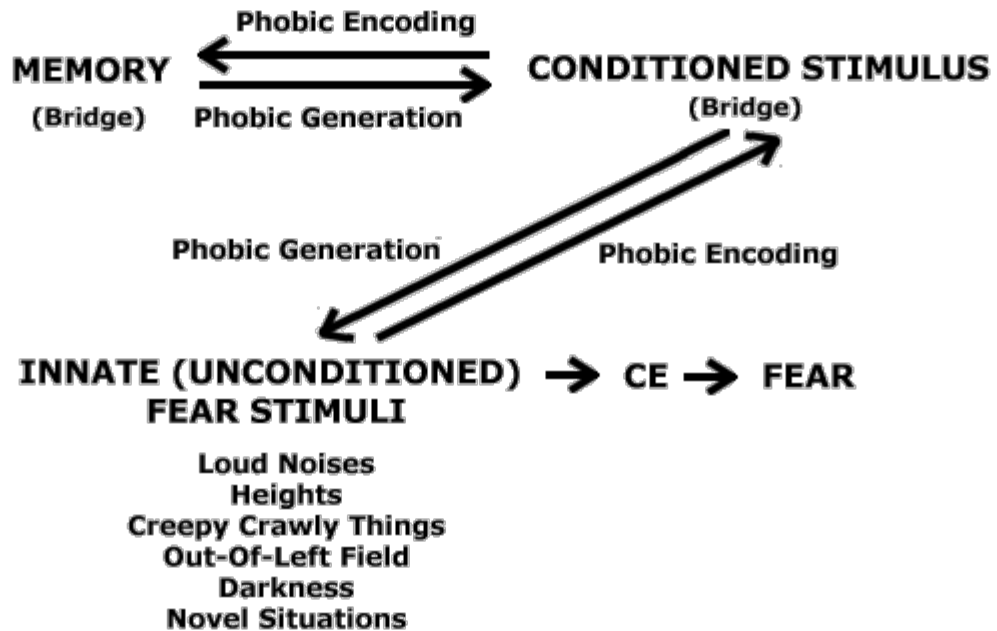 Phobic Encoding
MEMORY
CONDITIONED STIMULUS
(Bridge)
Phobic Generation
(Bridge)
Phobic Generation
Phobic Encoding
INNATE (UNCONDITIONED)
FEAR STIMULI
CE
FEAR
Loud Noises
Heights
Creepy Crawly Things
Out-Of-Left Field
Darkness
Novel Situations